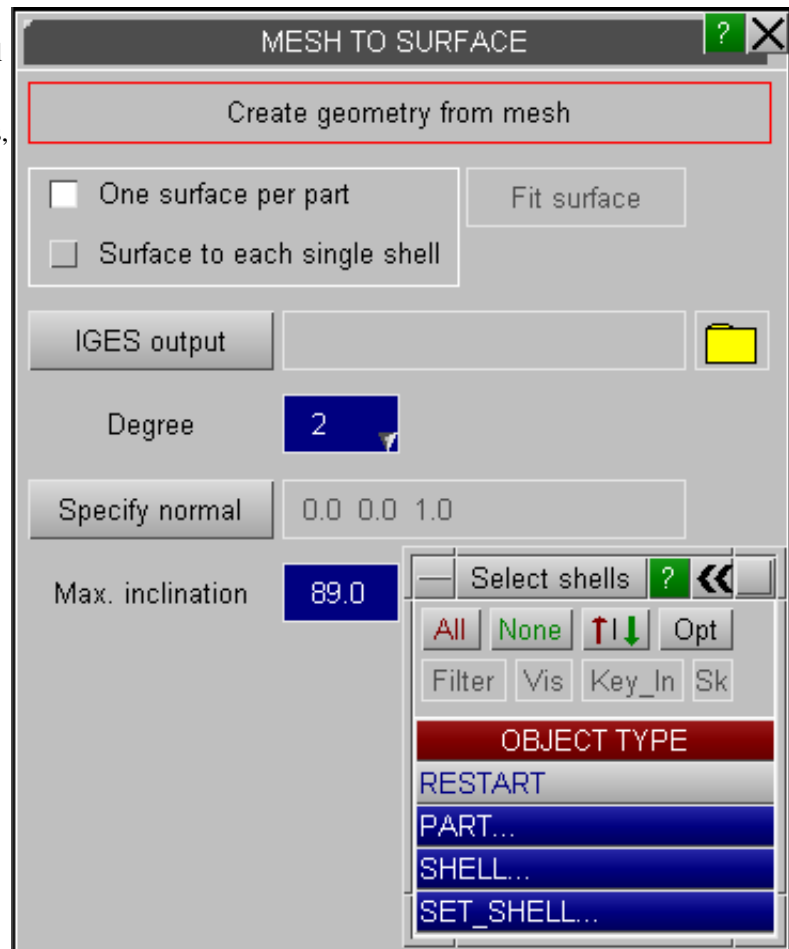 MESH TO SURFACE ?
Create geometry from mesh
One surface per part
Fit surface
Surface to each single shell
IGES output
Degree 2
Specify normal 0.0 0.0 1.0
Max. inclination 89.0
Select shells ?
All None Opt
Filter Vis Key_In Sk
OBJECT TYPE
RESTART
PART...
SHELL...
SET_SHELL...